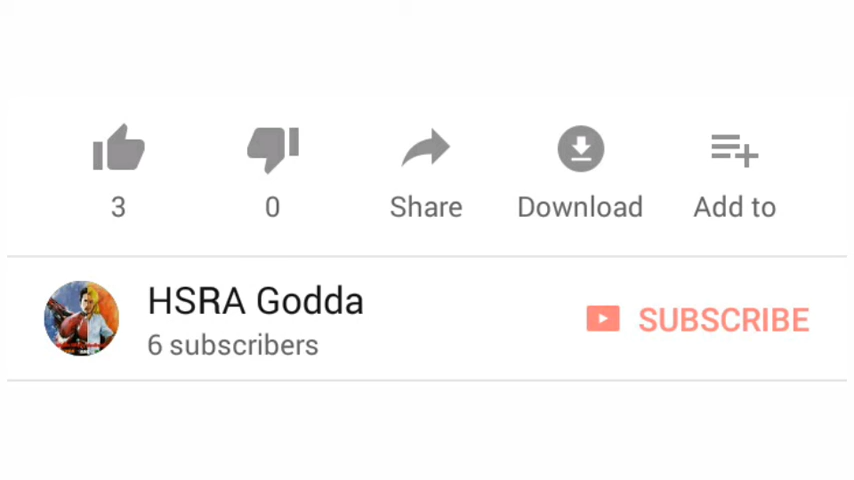 3 0 Share Download Add to
HSRA Godda
6 subscribers
SUBSCRIBE